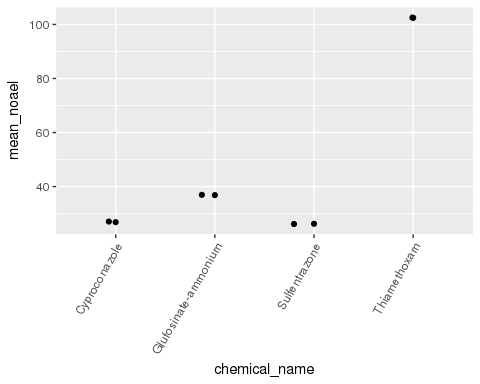 100
80
60
40
mean_noael
Cyproconazole
Glufosinate-ammonium
Sulfentrazone
Thiamethoxam
chemical_name